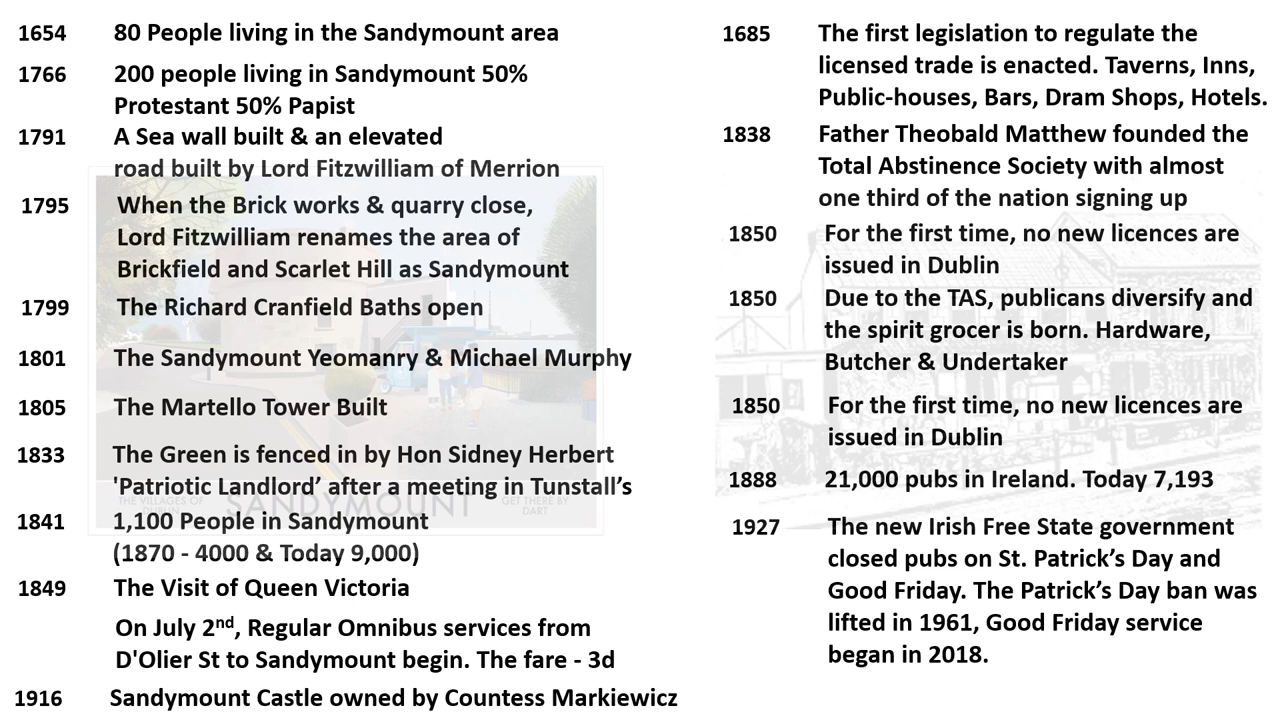 1654 80 People living in the Sandymount area
1766 200 people living in Sandymount 50%
Protestant 50% Papist
1791 A Sea wall built & an elevated
road built by Lord Fitzwilliam of Merrion
1795 When the Brick works & quarry close,
Lord Fitzwilliam renames the area of
Brickfield and Scarlet Hill as Sandymount
1799 The Richard Cranfield Baths open
1801 The Sandymount Yeomanry & Michael Murphy
1805 The Martello Tower Built
1833 The Green is fenced in by Hon Sidney Herbert
'Patriotic Landlord’ after a meeting in Tunstall’s
THE VILLAGES OF
DUBLIN
SANDYMOUNT
GET THERE BY
DART
1841 1,100 People in Sandymount
(1870 - 4000 & Today 9,000)
1849 The Visit of Queen Victoria
On July 2nd, Regular Omnibus services from
D'Olier St to Sandymount begin. The fare - 3d
1916 Sandymount Castle owned by Countess Markiewicz
1685 The first legislation to regulate the
licensed trade is enacted. Taverns, Inns,
Public-houses, Bars, Dram Shops, Hotels.
1838 Father Theobald Matthew founded the
Total Abstinence Society with almost
one third of the nation signing up
1850 For the first time, no new licences are
issued in Dublin
1850 Due to the TAS, publicans diversify and
the spirit grocer is born. Hardware,
Butcher & Undertaker
1850 For the first time, no new licences are
issued in Dublin
1888 21,000 pubs in Ireland. Today 7,193
1927 The new Irish Free State government
closed pubs on St. Patrick’s Day and
Good Friday. The Patrick’s Day ban was
lifted in 1961, Good Friday service
began in 2018.